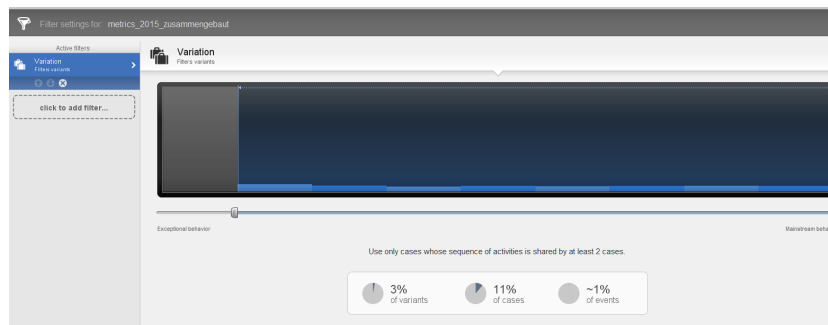 Filter settings for: metrics_2015_zusammengebaut
Active filters
Variation
Filters variants
click to add filter...
Variation
Filters variants
Exceptional behavior
Mainstream beha
Use only cases whose sequence of activities is shared by at least 2 cases.
3%
of variants
11%
of cases
~1%
of events